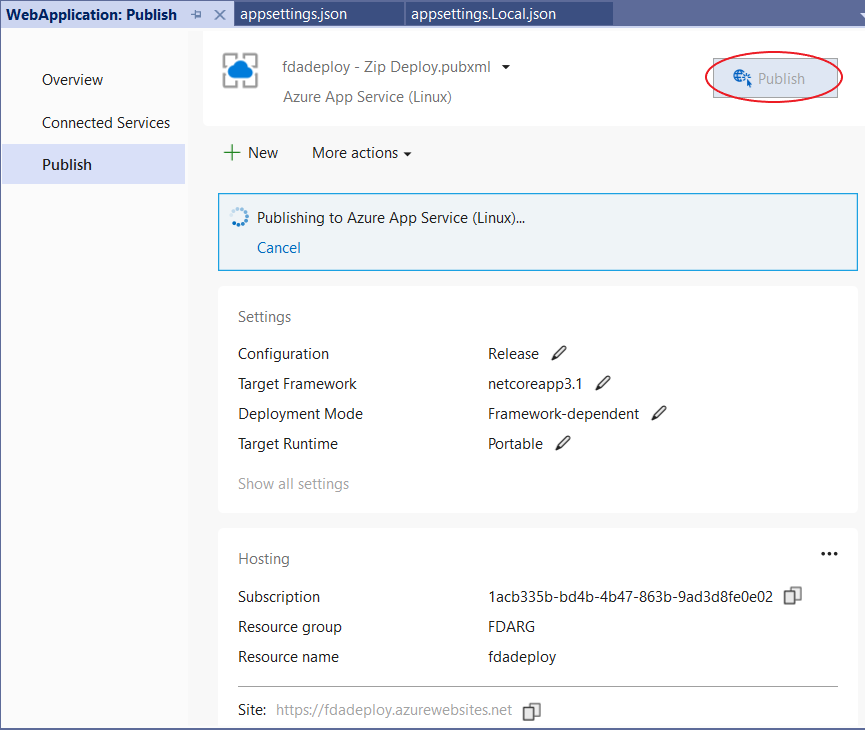 WebApplication: Publish
appsettings.json
appsettings.Local.json
Overview
Connected Services
Publish
fdadeploy - Zip Deploy.pubxml
Azure App Service (Linux)
Publish
New
More actions
Publishing to Azure App Service (Linux)...
Cancel
Settings
Configuration Release
Target Framework netcoreapp3.1
Deployment Mode Framework-dependent
Target Runtime Portable
Show all settings
Hosting
Subscription 1acb335b-bd4b-4b47-863b-9ad3d8fe0e02
Resource group FDARG
Resource name fdadeploy
Site: https://fdadeploy.azurewebsites.net